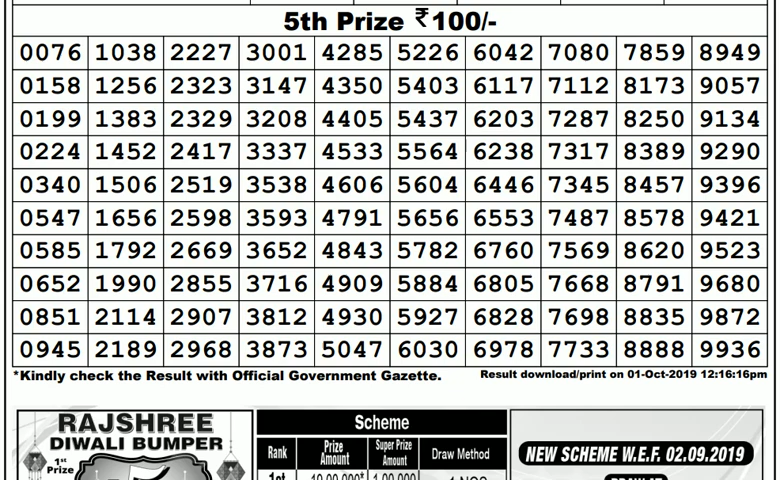 5th Prize ₹100/-
0076 1038 2227 3001 4285 5226 6042 7080 7859 8949
0158 1256 2323 3147 4350 5403 6117 7112 8173 9057
0199 1383 2329 3208 4405 5437 6203 7287 8250 9134
0224 1452 2417 3337 4533 5564 6238 7317 8389 9290
0340 1506 2519 3538 4606 5604 6446 7345 8457 9396
0547 1656 2598 3593 4791 5656 6553 7487 8578 9421
0585 1792 2669 3652 4843 5782 6760 7569 8620 9523
0652 1990 2855 3716 4909 5884 6805 7668 8791 9680
0851 2114 2907 3812 4930 5927 6828 7698 8835 9872
0945 2189 2968 3873 5047 6030 6978 7733 8888 9936
*Kindly check the Result with Official Government Gazette. Result download/print on 01-Oct-2019 12:16:16pm
RAJSHREE
DIWALI BUMPER
1st
Prize
Scheme
Rank Prize Amount Super Prize Amount Draw Method
NEW SCHEME W.E.F. 02.09.2019